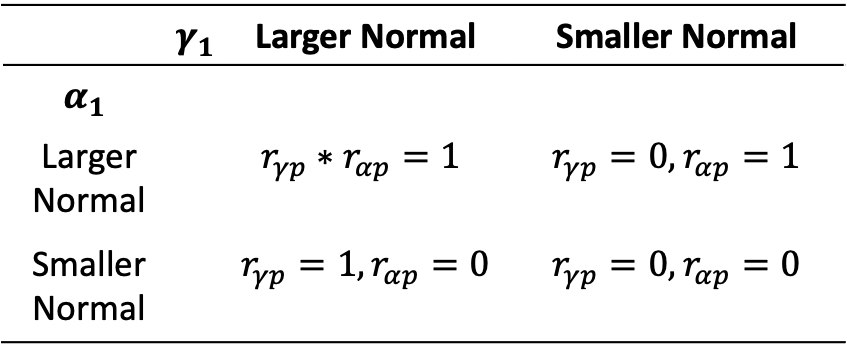 γ₁ Larger Normal Smaller Normal
α₁
Larger Normal r_γp * r_αp = 1 r_γp = 0, r_αp = 1
Smaller Normal r_γp = 1, r_αp = 0 r_γp = 0, r_αp = 0